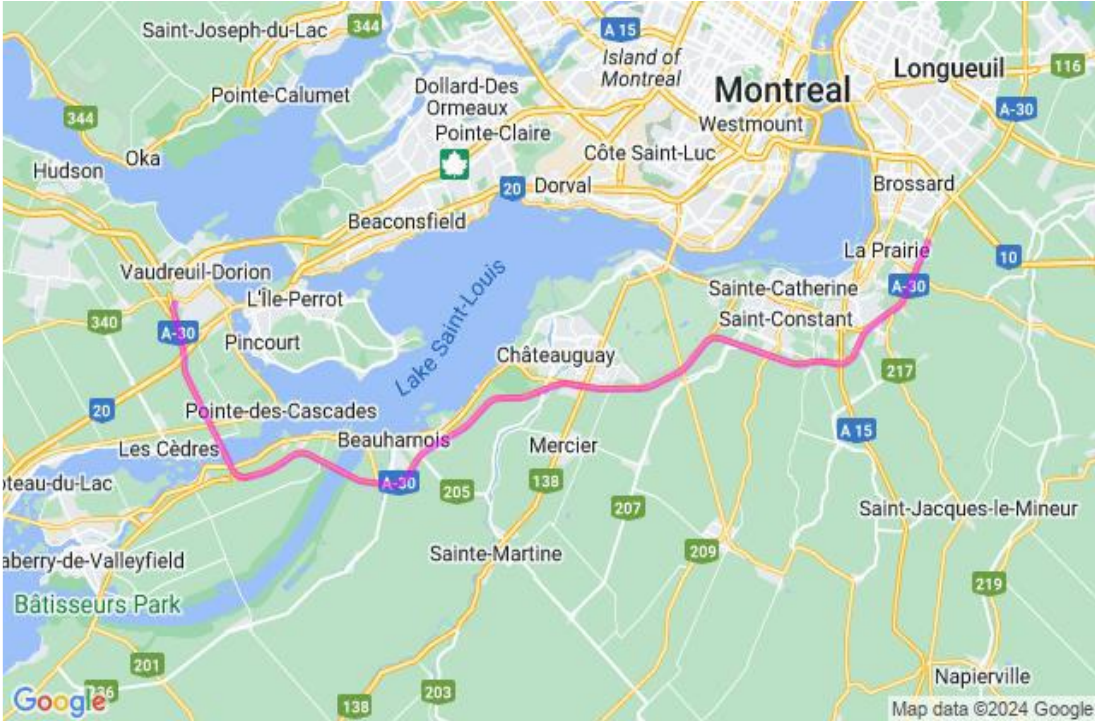 Saint-Joseph-du-Lac
344
A 15
Island of
Montreal
Longueuil
116
Pointe-Calumet
Dollard-Des
Ormeaux
Montreal
A-30
344
Pointe-Claire
Westmount
Oka
Côte Saint-Luc
Hudson
20
Dorval
Brossard
Beaconsfield
La Prairie
10
Vaudreuil-Dorion
L'Île-Perrot
Lake Saint-Louis
Sainte-Catherine
A-30
340
A-30
Pincourt
Saint-Constant
Châteauguay
217
20
Pointe-des-Cascades
A 15
Les Cèdres
Beauharnois
Mercier
oteau-du-Lac
A-30
205
138
207
Saint-Jacques-le-Mineur
aberry-de-Valleyfield
Sainte-Martine
209
219
Bâtisseurs Park
201
Napierville
Google
236
138
203
Map data ©2024 Google